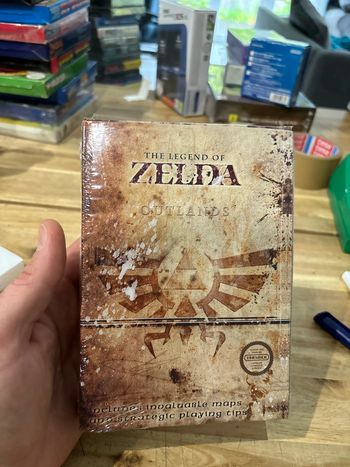 THE LEGEND OF
ZELDA
OUTLANDS
includes invaluable maps
and strategic playing tips